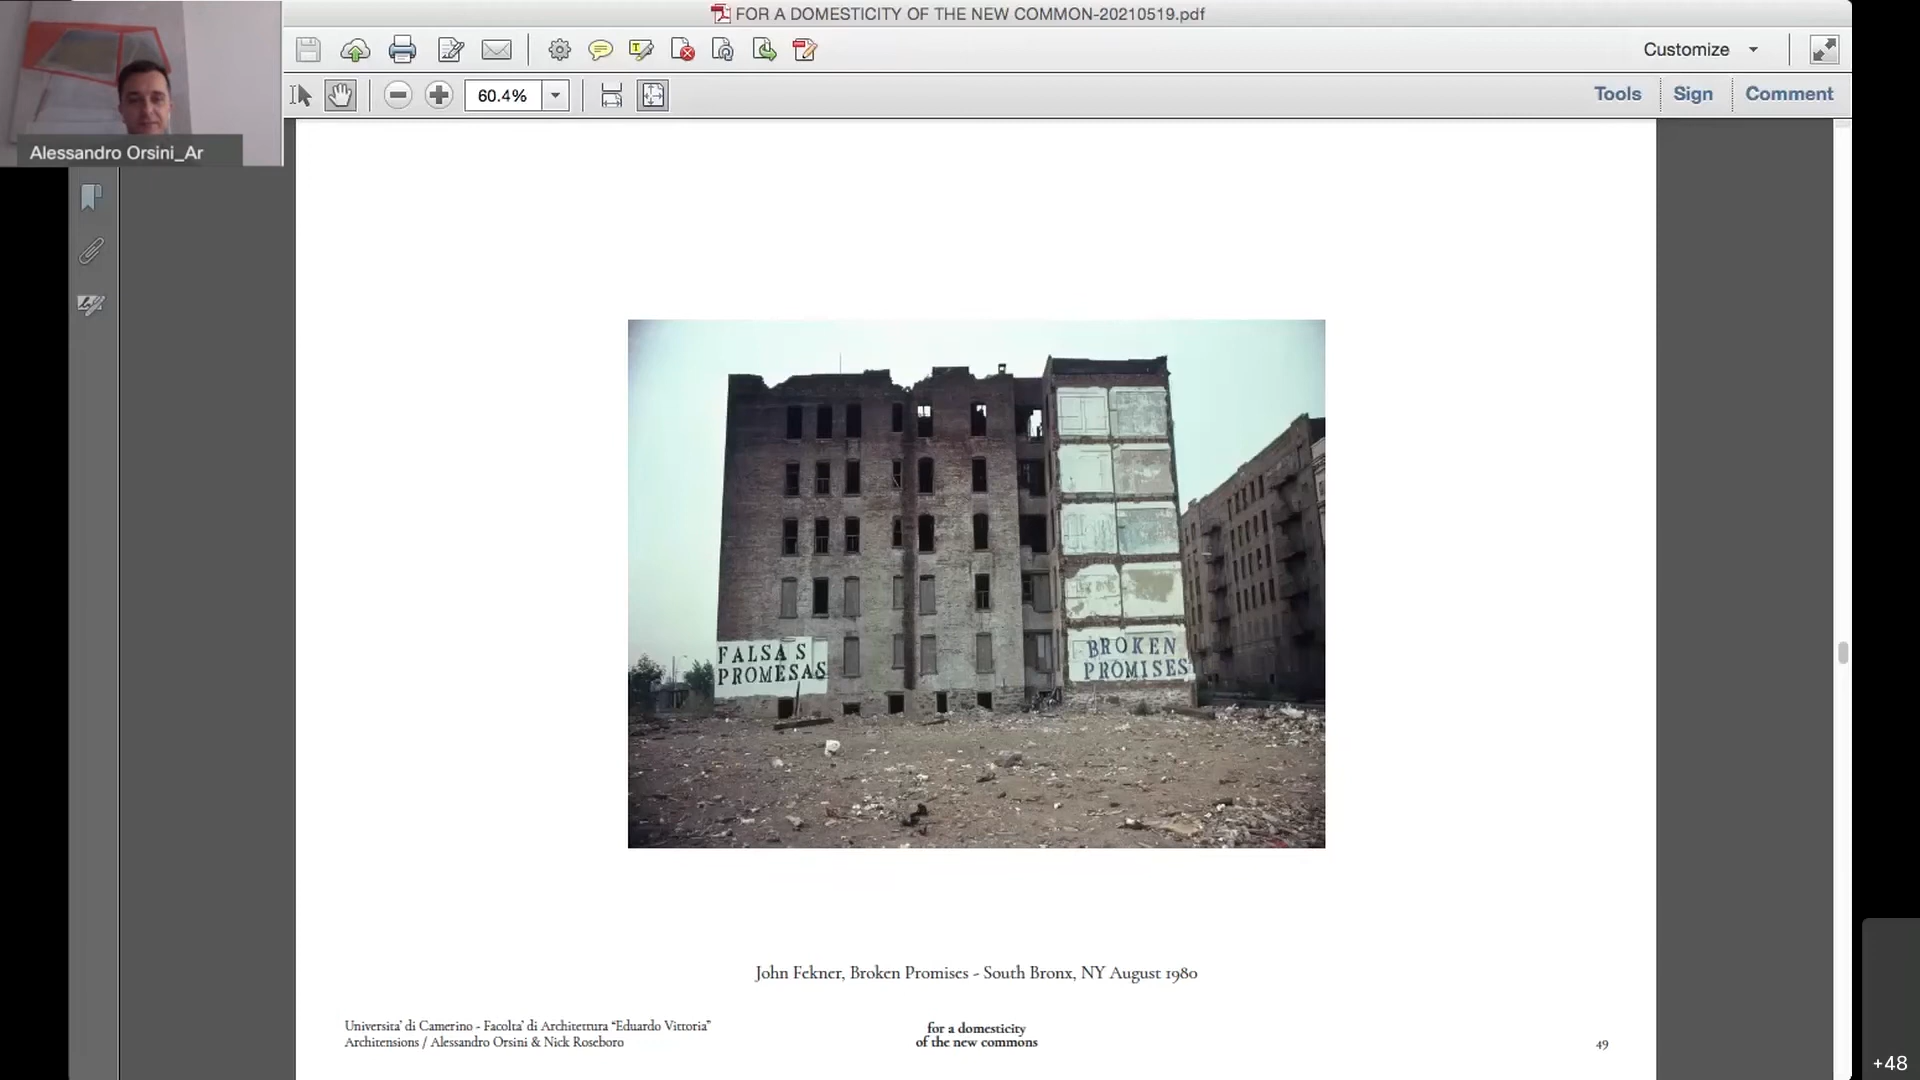 FOR A DOMESTICITY OF THE NEW COMMON-20210519.pdf
Customize
60.4%
Tools
Sign
Comment
Alessandro Orsini_Ar
FALSAS
PROMESAS
BROKEN
PROMISES
John Fekner, Broken Promises - South Bronx, NY August 1980
Universita' di Camerino - Facolta' di Architettura "Eduardo Vittoria"
Architensions / Alessandro Orsini & Nick Roseboro
for a domesticity
of the new commons
49
+48